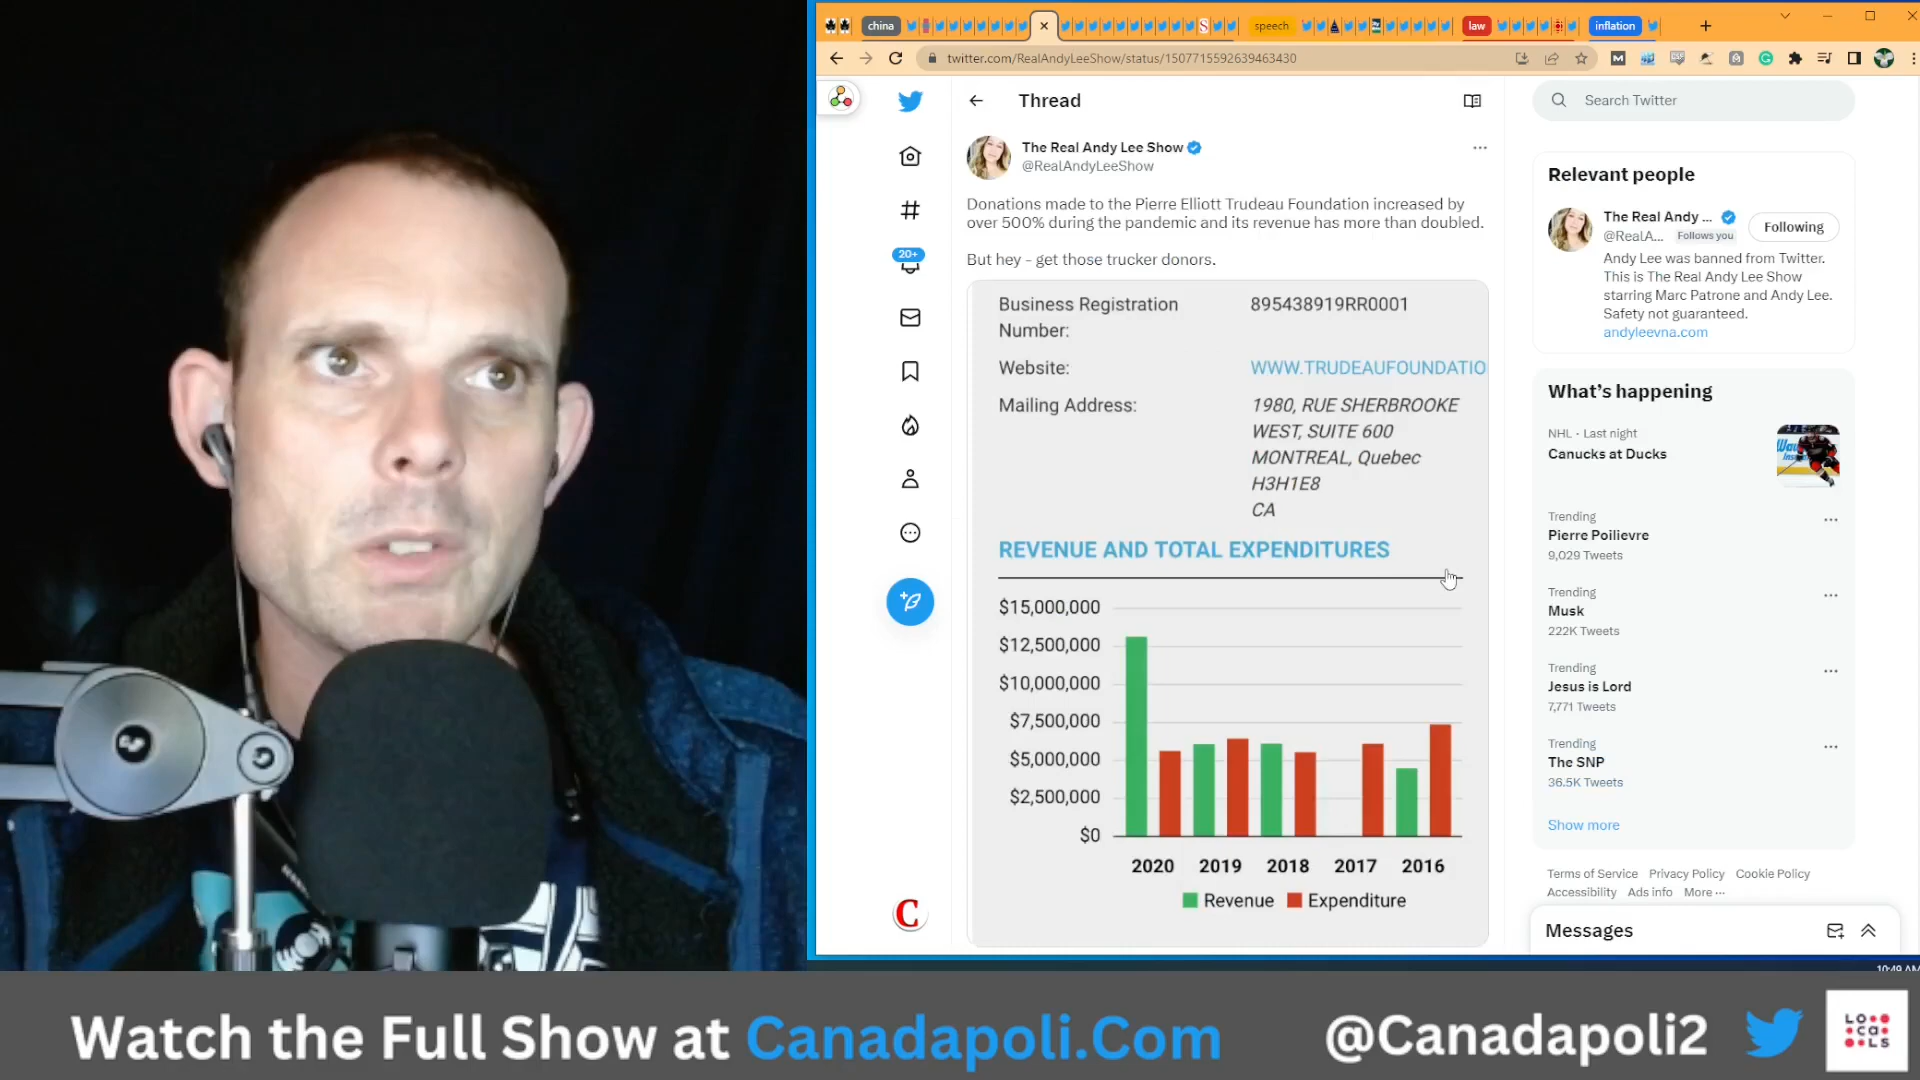 china
speech
law
inflation
twitter.com/RealAndyLeeShow/status/1507715592639463430
Thread
Search Twitter
The Real Andy Lee Show
@RealAndyLeeShow
Donations made to the Pierre Elliott Trudeau Foundation increased by
over 500% during the pandemic and its revenue has more than doubled.
But hey - get those trucker donors.
20+
Business Registration
Number:
895438919RR0001
Website:
WWW.TRUDEAUFOUNDATIO
Mailing Address:
1980, RUE SHERBROOKE
WEST, SUITE 600
MONTREAL, Quebec
H3H1E8
CA
REVENUE AND TOTAL EXPENDITURES
$15,000,000
$12,500,000
$10,000,000
$7,500,000
$5,000,000
$2,500,000
$0
2020 2019 2018 2017 2016
Revenue Expenditure
C
Relevant people
The Real Andy ...
@RealA... Follows you
Following
Andy Lee was banned from Twitter.
This is The Real Andy Lee Show
starring Marc Patrone and Andy Lee.
Safety not guaranteed.
andyleevna.com
What's happening
NHL · Last night
Canucks at Ducks
Trending
Pierre Poilievre
9,029 Tweets
Trending
Musk
222K Tweets
Trending
Jesus is Lord
7,771 Tweets
Trending
The SNP
36.5K Tweets
Show more
Terms of Service Privacy Policy Cookie Policy
Accessibility Ads info More ...
Messages
10:49 AM
Watch the Full Show at Canadapoli.Com
@Canadapoli2
LO
ca
LS